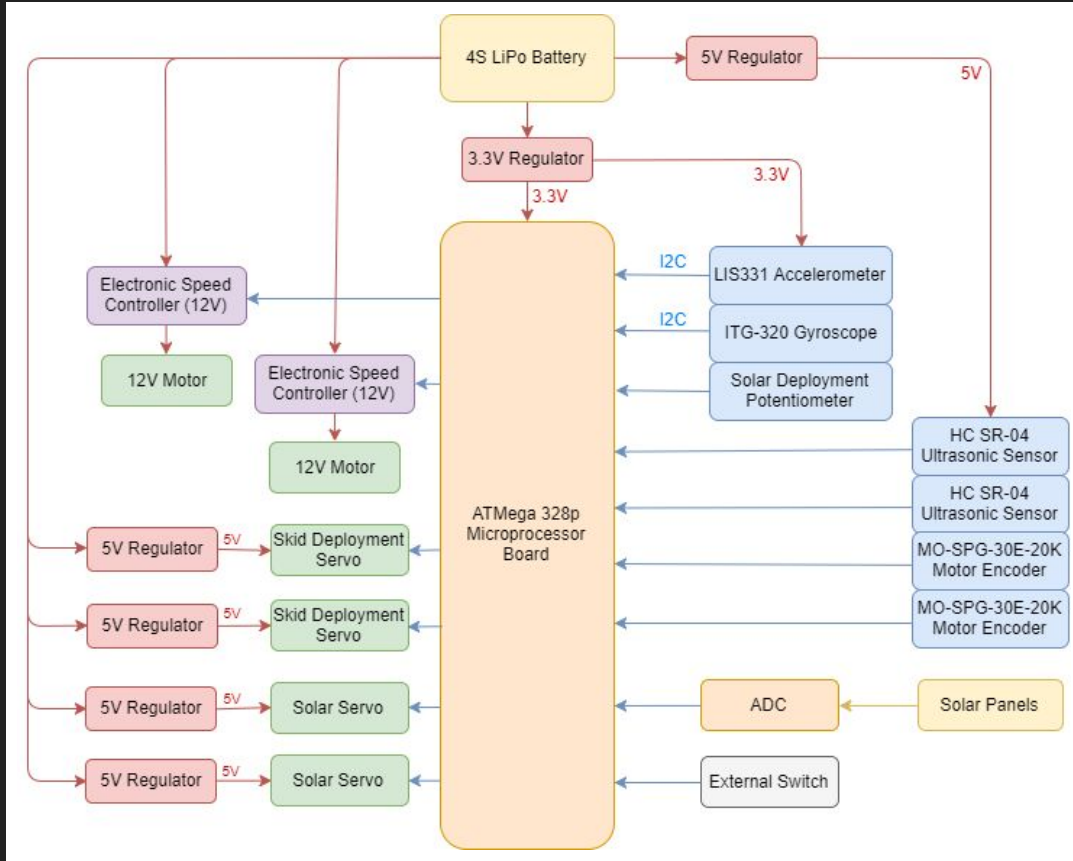 4S LiPo Battery
5V Regulator
5V
3.3V Regulator
3.3V
3.3V
I2C
LIS331 Accelerometer
Electronic Speed
Controller (12V)
I2C
ITG-320 Gyroscope
12V Motor
Electronic Speed
Controller (12V)
Solar Deployment
Potentiometer
HC SR-04
Ultrasonic Sensor
12V Motor
ATMega 328p
Microprocessor
Board
HC SR-04
Ultrasonic Sensor
5V Regulator
5V
Skid Deployment
Servo
MO-SPG-30E-20K
Motor Encoder
5V Regulator
5V
Skid Deployment
Servo
MO-SPG-30E-20K
Motor Encoder
5V Regulator
5V
Solar Servo
ADC
Solar Panels
5V Regulator
5V
Solar Servo
External Switch